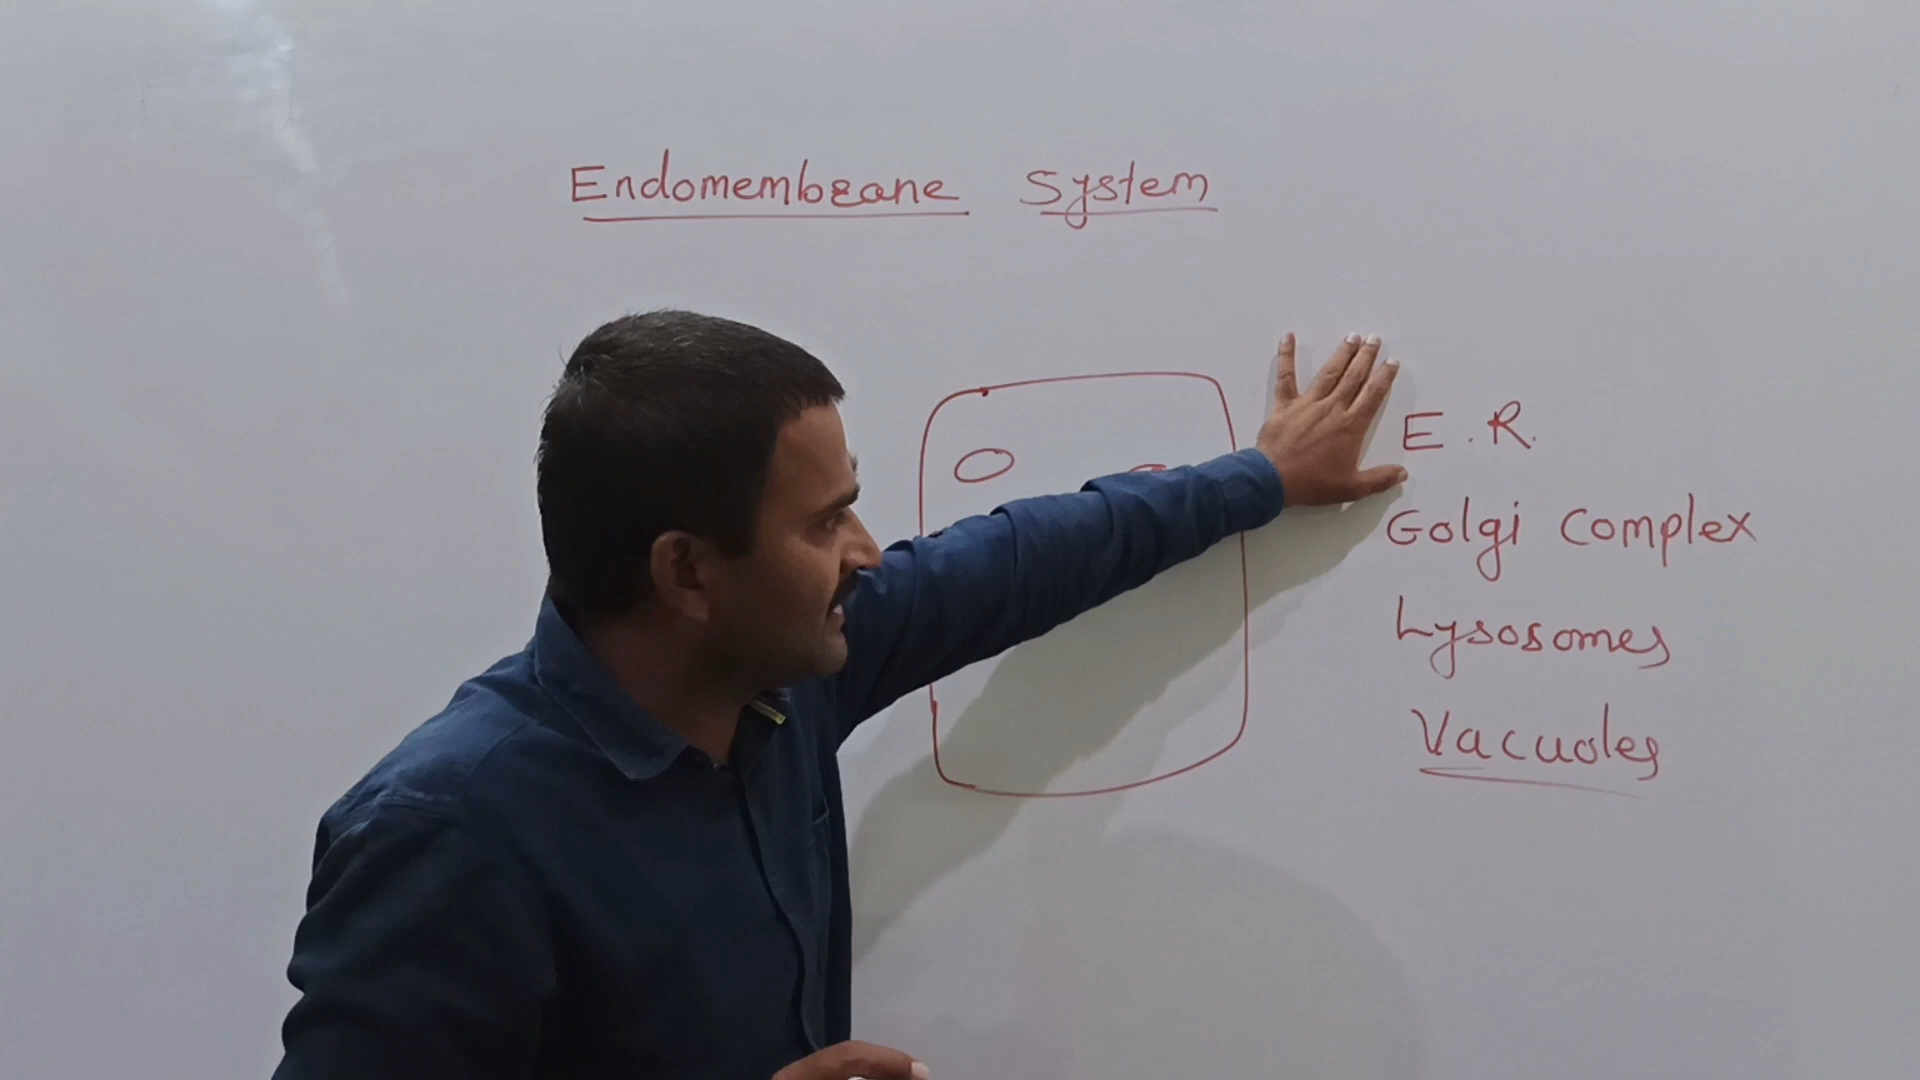 Endomembrane System
E.R.
Golgi Complex
Lysosomes
Vacuoles